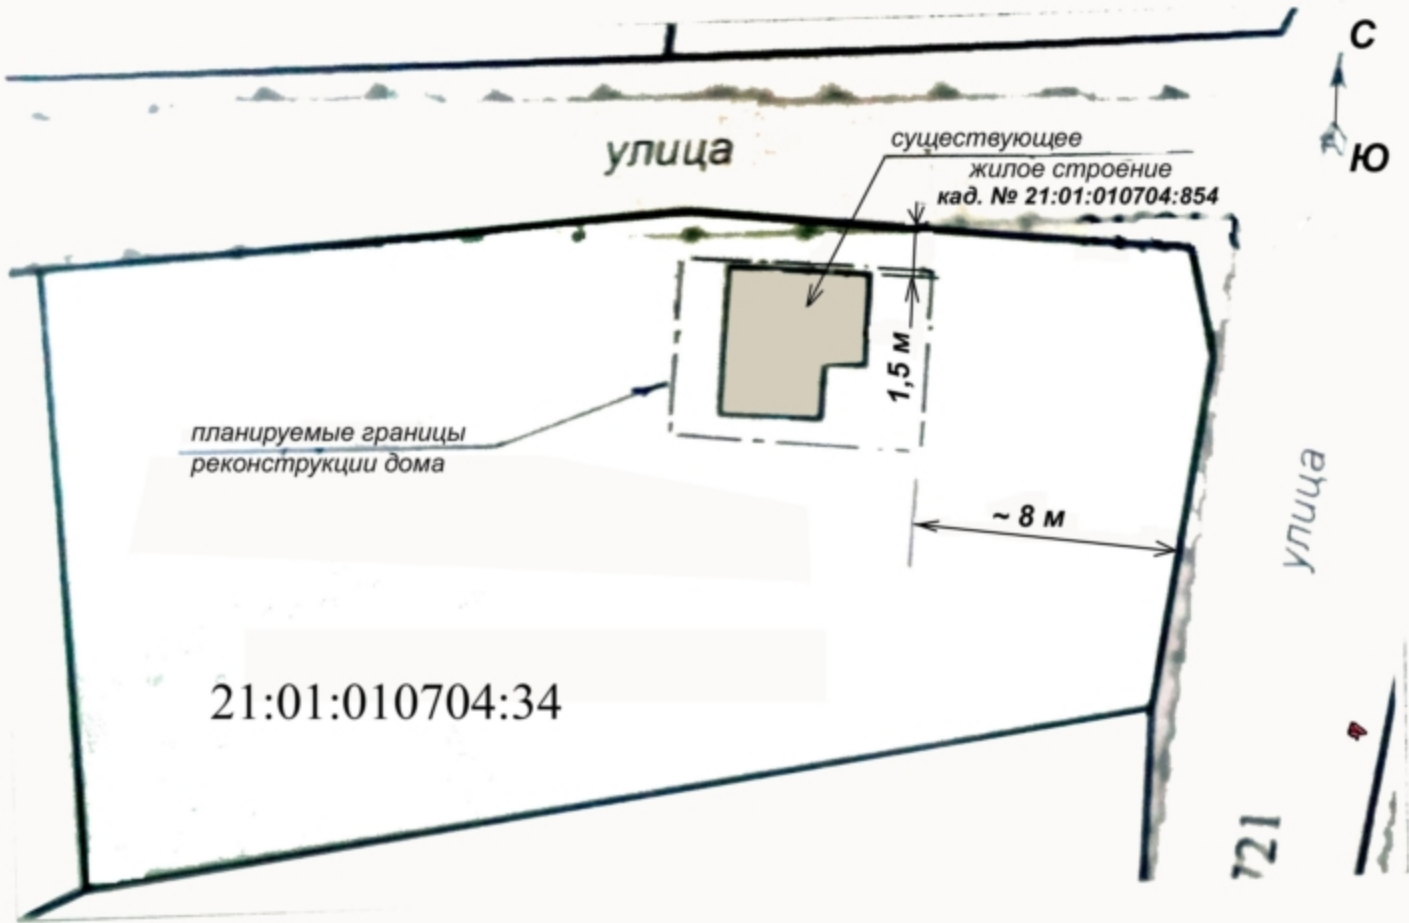 С
улица
существующее
жилое строение
кад. № 21:01:010704:854
Ю
1,5 м
планируемые границы
реконструкции дома
~ 8 м
улица
21:01:010704:34
721